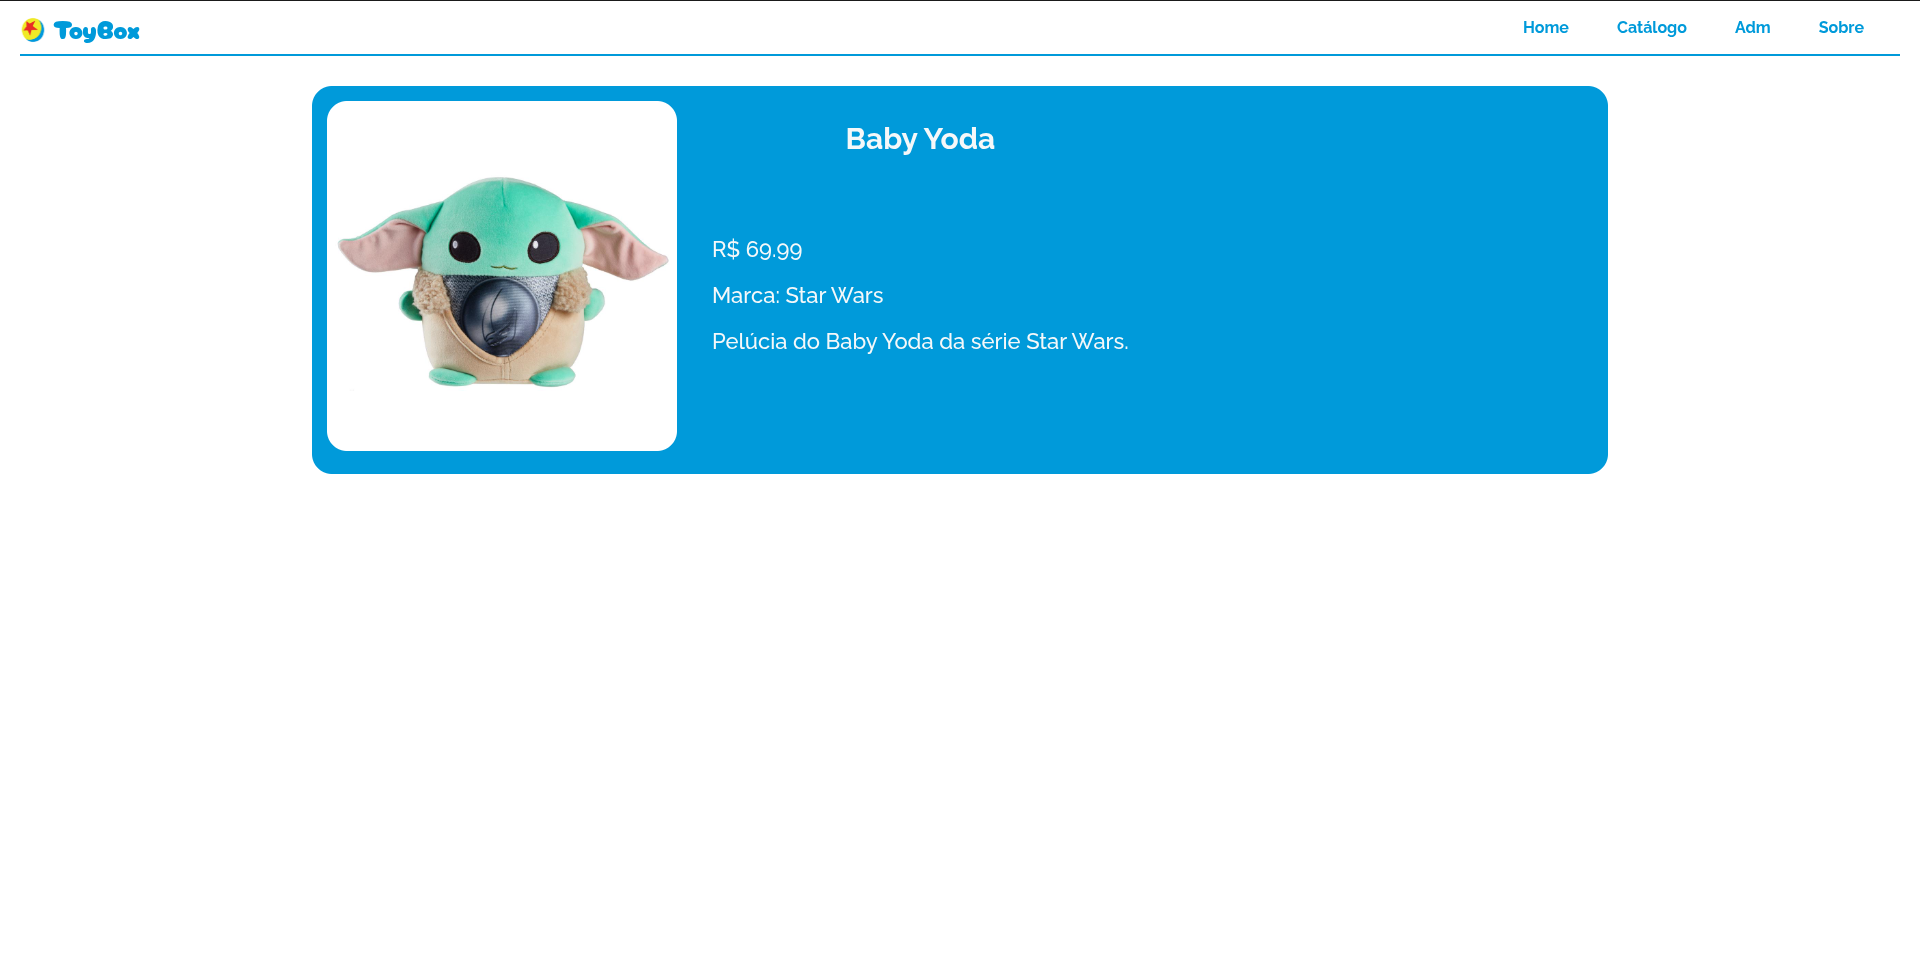 ToyBox
Home Catálogo Adm Sobre
Baby Yoda
R$ 69.99
Marca: Star Wars
Pelúcia do Baby Yoda da série Star Wars.